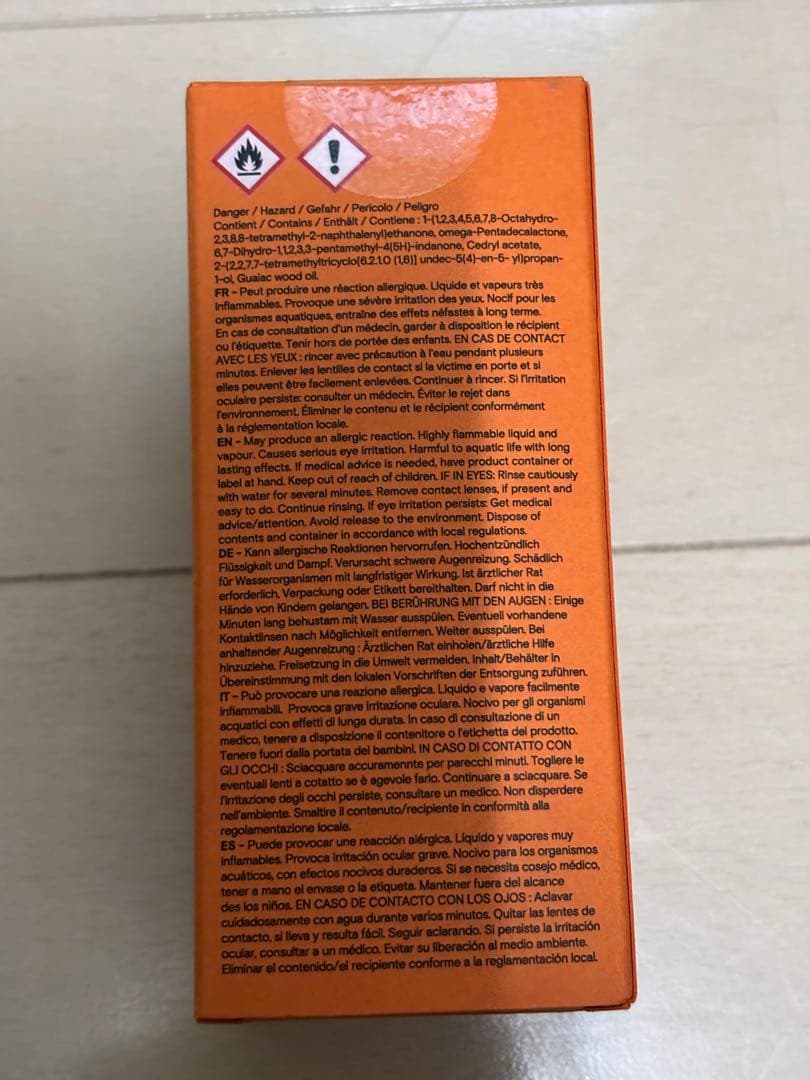 Danger / Hazard / Gefahr / Pericolo / Peligro
Contient / Contains / Enthält / Contiene : 1-(1,2,3,4,5,6,7,8-Octahydro-
2,3,8,8-tetramethyl-2-naphthalenyl)ethanone, omega-Pentadecalactone,
6,7-Dihydro-1,1,2,3,3-pentamethyl-4(5H)-indanone, Cedryl acetate,
2-(2,2,7,7-tetramethyltricyclo[6.2.1.0 (1,6)] undec-5(4)-en-5- yl)propan-
1-ol, Guaiac wood oil.
FR – Peut produire une réaction allergique. Liquide et vapeurs très
inflammables. Provoque une sévère irritation des yeux. Nocif pour les
organismes aquatiques, entraîne des effets néfastes à long terme.
En cas de consultation d'un médecin, garder à disposition le récipient
ou l'étiquette. Tenir hors de portée des enfants. EN CAS DE CONTACT
AVEC LES YEUX : rincer avec précaution à l'eau pendant plusieurs
minutes. Enlever les lentilles de contact si la victime en porte et si
elles peuvent être facilement enlevées. Continuer à rincer. Si l'irritation
oculaire persiste: consulter un médecin. Éviter le rejet dans
l'environnement. Éliminer le contenu et le récipient conformément
à la réglementation locale.
EN – May produce an allergic reaction. Highly flammable liquid and
vapour. Causes serious eye irritation. Harmful to aquatic life with long
lasting effects. If medical advice is needed, have product container or
label at hand. Keep out of reach of children. IF IN EYES: Rinse cautiously
with water for several minutes. Remove contact lenses, if present and
easy to do. Continue rinsing. If eye irritation persists: Get medical
advice/attention. Avoid release to the environment. Dispose of
contents and container in accordance with local regulations.
DE – Kann allergische Reaktionen hervorrufen. Hochentzündlich
Flüssigkeit und Dampf. Verursacht schwere Augenreizung. Schädlich
für Wasserorganismen mit langfristiger Wirkung. Ist ärztlicher Rat
erforderlich, Verpackung oder Etikett bereithalten. Darf nicht in die
Hände von Kindern gelangen. BEI BERÜHRUNG MIT DEN AUGEN : Einige
Minuten lang behustam mit Wasser ausspülen. Eventuell vorhandene
Kontaktlinsen nach Möglichkeit entfernen. Weiter ausspülen. Bei
anhaltender Augenreizung : Ärztlichen Rat einholen/ärztliche Hilfe
hinzuziehe. Freisetzung in die Umwelt vermeiden. Inhalt/Behälter in
Übereinstimmung mit den lokalen Vorschriften der Entsorgung zuführen.
IT – Può provocare una reazione allergica. Liquido e vapore facilmente
infiammabili. Provoca grave irritazione oculare. Nocivo per gli organismi
acquatici con effetti di lunga durata. In caso di consultazione di un
medico, tenere a disposizione il contenitore o l'etichetta del prodotto.
Tenere fuori dalla portata dei bambini. IN CASO DI CONTATTO CON
GLI OCCHI : Sciacquare accuramennte per parecchi minuti. Togliere le
eventuali lenti a cotatto se è agevole farlo. Continuare a sciacquare. Se
l'irritazione degli occhi persiste, consultare un medico. Non disperdere
nell'ambiente. Smaltire il contenuto/recipiente in conformità alla
regolamentazione locale.
ES – Puede provocar una reacción alérgica. Líquido y vapores muy
inflamables. Provoca irritación ocular grave. Nocivo para los organismos
acuáticos, con efectos nocivos duraderos. Si se necesita cosejo médico,
tener a mano el envase o la etiqueta. Mantener fuera del alcance
des los niños. EN CASO DE CONTACTO CON LOS OJOS : Aclavar
cuidadosamente con agua durante varios minutos. Quitar las lentes de
contacto, si lleva y resulta fácil. Seguir aclarando. Si persiste la irritación
ocular, consultar a un médico. Evitar su liberación al medio ambiente.
Eliminar el contenido/el recipiente conforme a la reglamentación local.